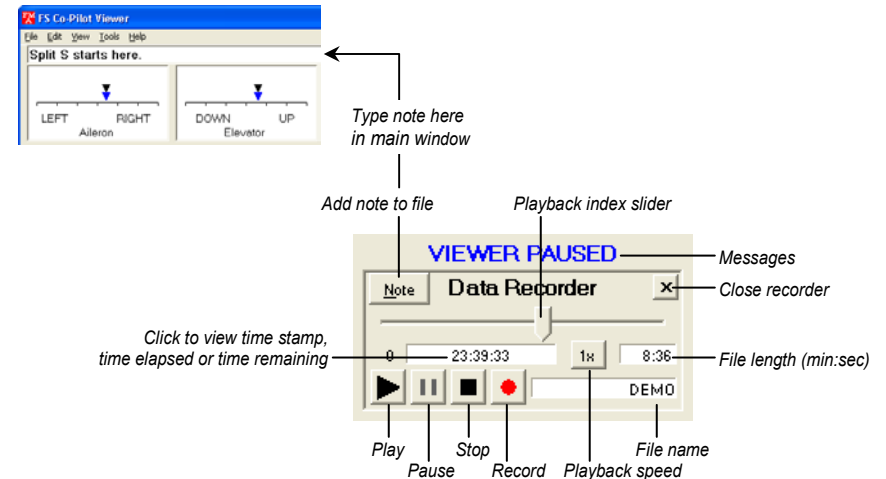 FS Co-Pilot Viewer
File Edit View Tools Help
Split S starts here.
LEFT RIGHT
Aileron
DOWN UP
Elevator
Type note here
in main window
Add note to file
Playback index slider
VIEWER PAUSED
Messages
Note
Data Recorder
Close recorder
Click to view time stamp,
time elapsed or time remaining
0 23:39:33 1x 8:36
File length (min:sec)
DEMO
Play Stop File name
Pause Record Playback speed